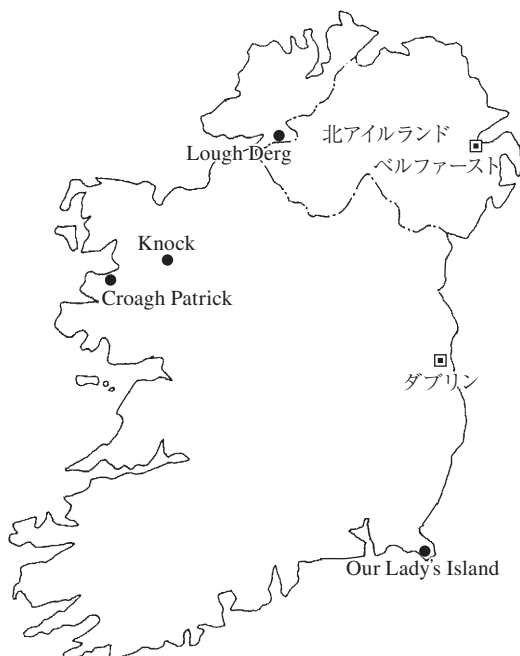 北アイルランド
Lough Derg
ベルファースト
Knock
Croagh Patrick
ダブリン
Our Lady's Island